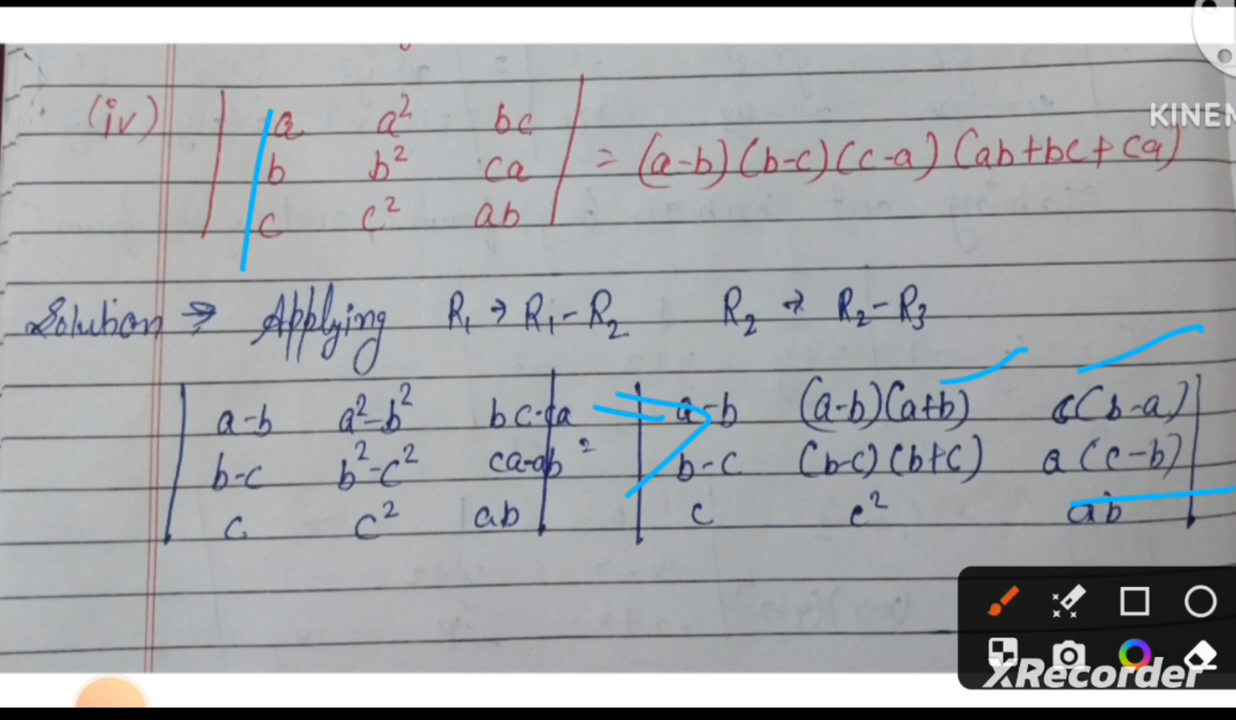 (iv) | a a² bc |
KINEM
| b b² ca | = (a-b) (b-c) (c-a) (ab+bc+ca)
| c c² ab |
Solution → Applying R₁ → R₁-R₂ R₂ → R₂-R₃
| a-b a²-b² bc-ca | = | a-b (a-b)(a+b) c(b-a) |
| b-c b²-c² ca-ab | | b-c (b-c)(b+c) a(c-b) |
| c c² ab | | c c² ab |
XRecorder